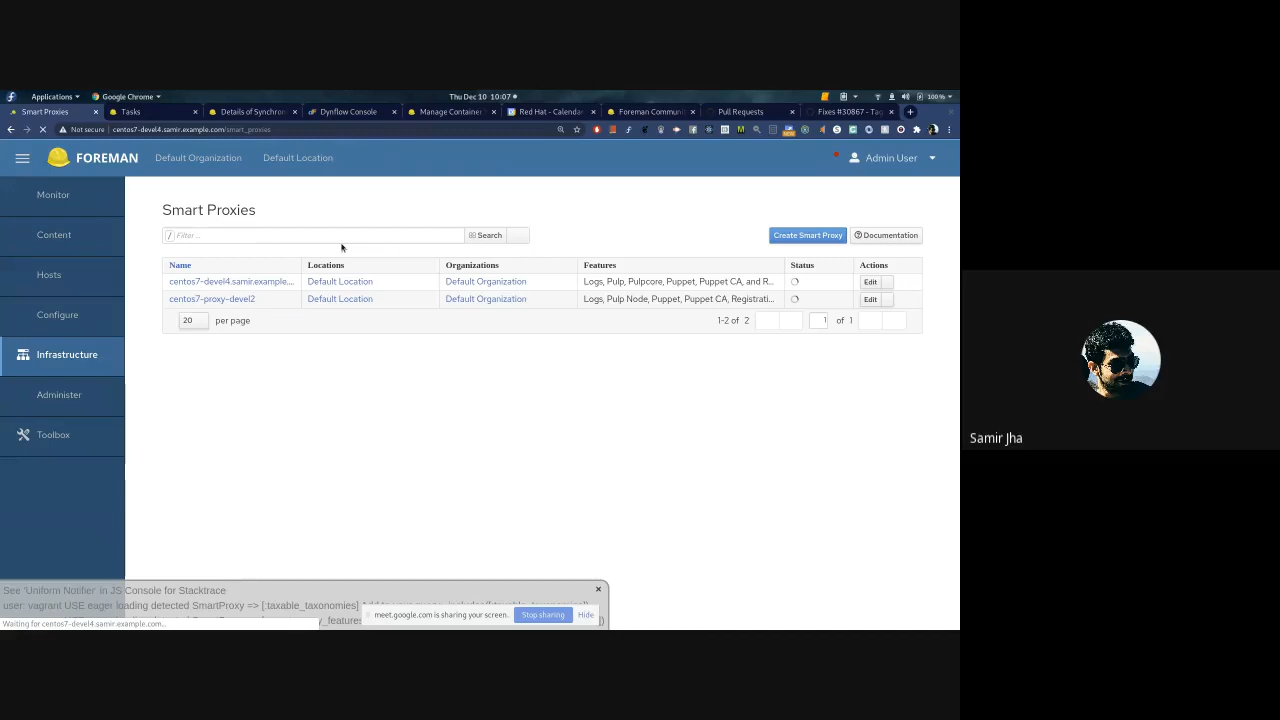 Applications Google Chrome Thu Dec 10 10:07 100%
Smart Proxies Tasks Details of Synchron Dynflow Console Manage Container Red Hat - Calenda Foreman Communi Pull Requests Fixes #30867 - Tag
Not secure centos7-devel4.samir.example.com/smart_proxies
FOREMAN Default Organization Default Location Admin User
Monitor
Content
Hosts
Configure
Infrastructure
Administer
Toolbox
Smart Proxies
/ Filter ... Search Create Smart Proxy Documentation
Name Locations Organizations Features Status Actions
centos7-devel4.samir.example.... Default Location Default Organization Logs, Pulp, Pulpcore, Puppet, Puppet CA, and R... Edit
centos7-proxy-devel2 Default Location Default Organization Logs, Pulp Node, Puppet, Puppet CA, Registrati... Edit
20 per page 1-2 of 2 1 of 1
Samir Jha
See 'Uniform Notifier' in JS Console for Stacktrace
user: vagrant USE eager loading detected SmartProxy => [:taxable_taxonomies]
meet.google.com is sharing your screen. Stop sharing Hide
Waiting for centos7-devel4.samir.example.com...